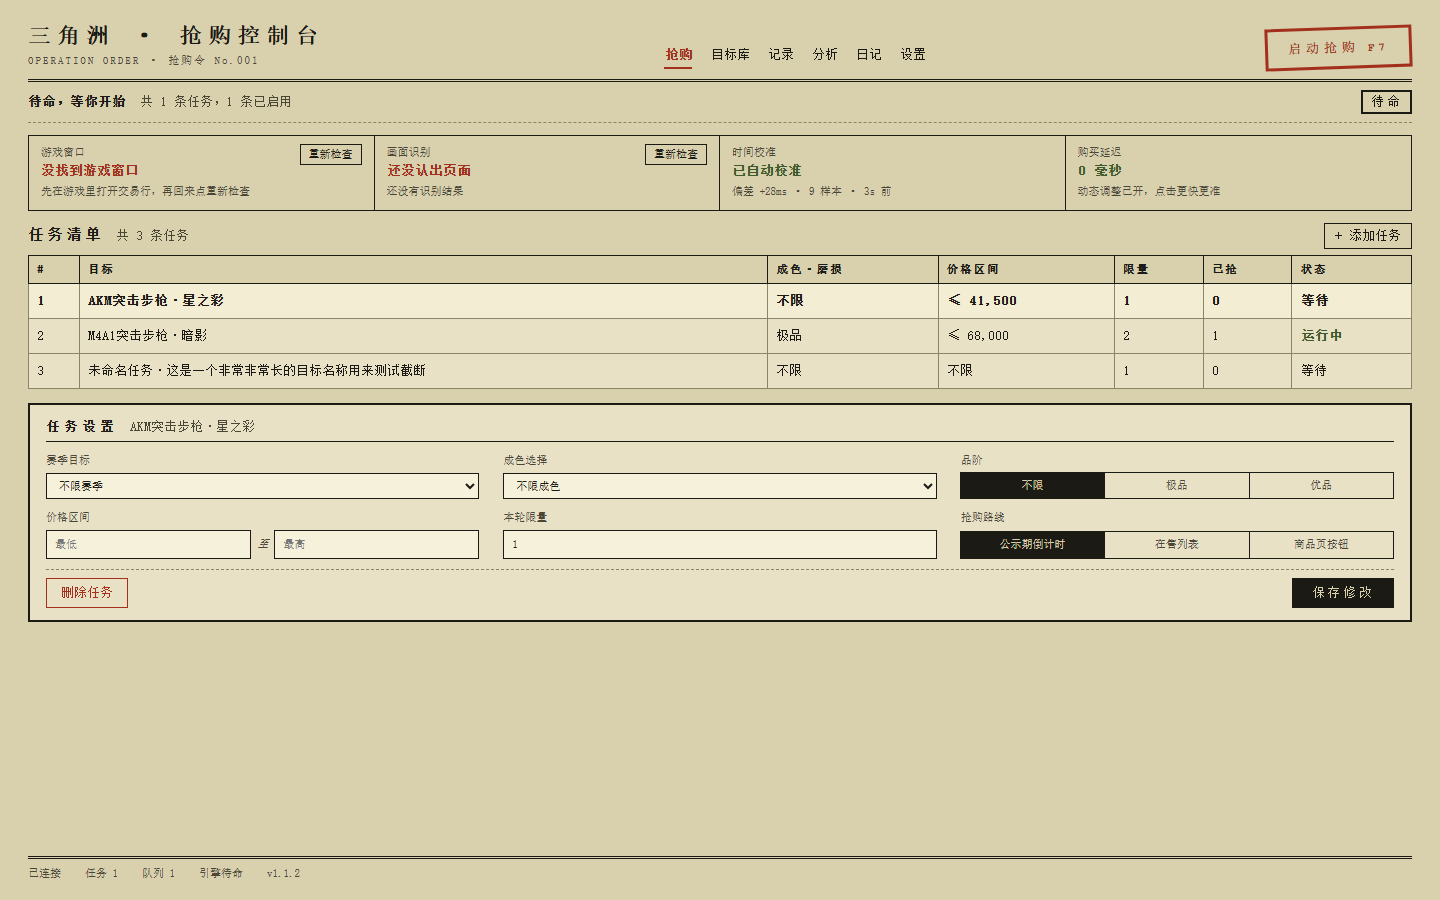 三角洲 · 抢购控制台
OPERATION ORDER · 抢购令 No.001
抢购 目标库 记录 分析 日记 设置
启动抢购 F7
待命，等你开始 共 1 条任务，1 条已启用
待命
游戏窗口 重新检查
没找到游戏窗口
先在游戏里打开交易行，再回来点重新检查
画面识别 重新检查
还没认出页面
还没有识别结果
时间校准
已自动校准
偏差 +28ms · 9 样本 · 3s 前
购买延迟
0 毫秒
动态调整已开，点击更快更准
任务清单 共 3 条任务
+ 添加任务
# 目标 成色·磨损 价格区间 限量 已抢 状态
1 AKM突击步枪·星之彩 不限 ≤ 41,500 1 0 等待
2 M4A1突击步枪·暗影 极品 ≤ 68,000 2 1 运行中
3 未命名任务·这是一个非常非常长的目标名称用来测试截断 不限 不限 1 0 等待
任务设置 AKM突击步枪·星之彩
赛季目标 成色选择 品阶
不限赛季 不限成色 不限 极品 优品
价格区间 本轮限量 抢购路线
最低 至 最高 1 公示期倒计时 在售列表 商品页按钮
删除任务 保存修改
已连接 任务 1 队列 1 引擎待命 v1.1.2